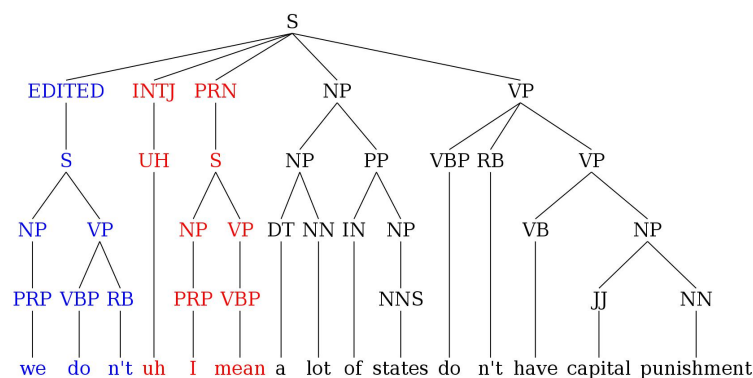 S
EDITED INTJ PRN NP VP
S UH S NP PP VBP RB VP
NP VP NP VP DT NN IN NP VB NP
PRP VBP RB PRP VBP NNS JJ NN
we do n't uh I mean a lot of states do n't have capital punishment